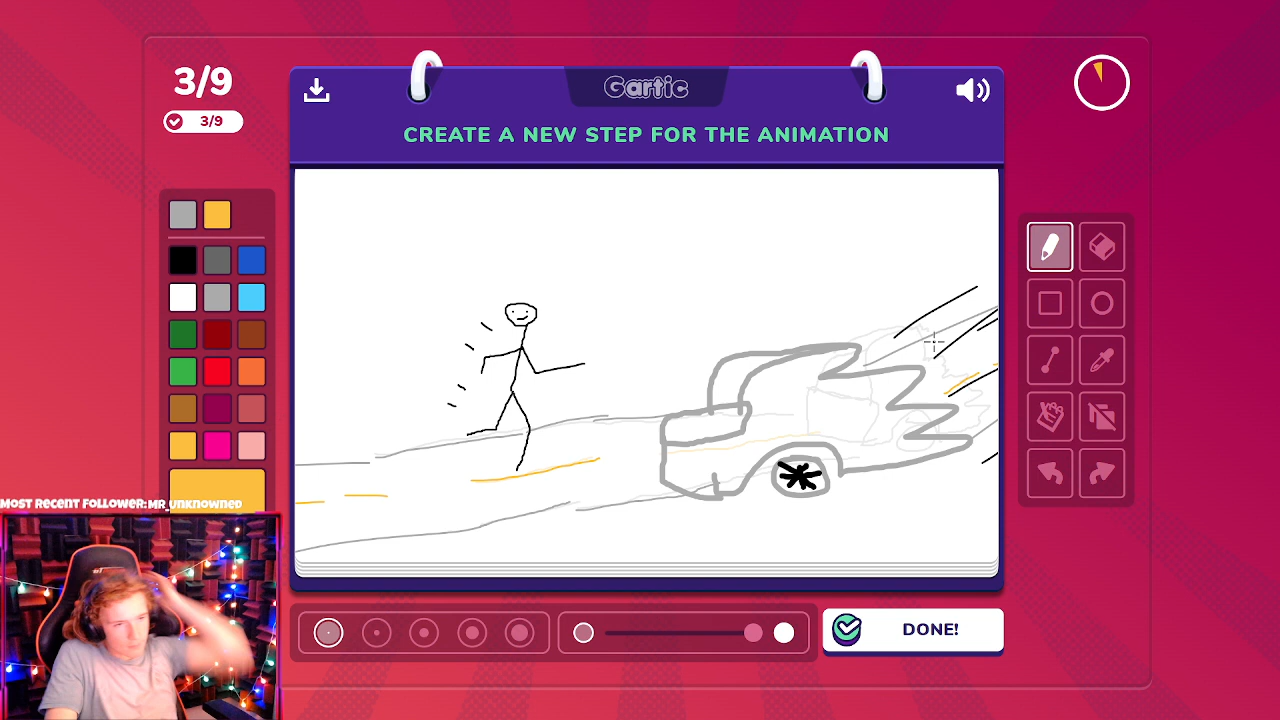 3/9
3/9
Gartic
CREATE A NEW STEP FOR THE ANIMATION
MOST RECENT FOLLOWER: MR_UNKNOWNED
DONE!